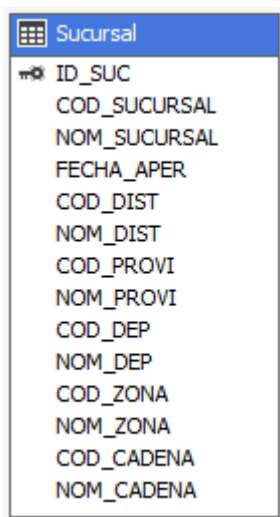 Sucursal
ID_SUC
COD_SUCURSAL
NOM_SUCURSAL
FECHA_APER
COD_DIST
NOM_DIST
COD_PROVI
NOM_PROVI
COD_DEP
NOM_DEP
COD_ZONA
NOM_ZONA
COD_CADENA
NOM_CADENA